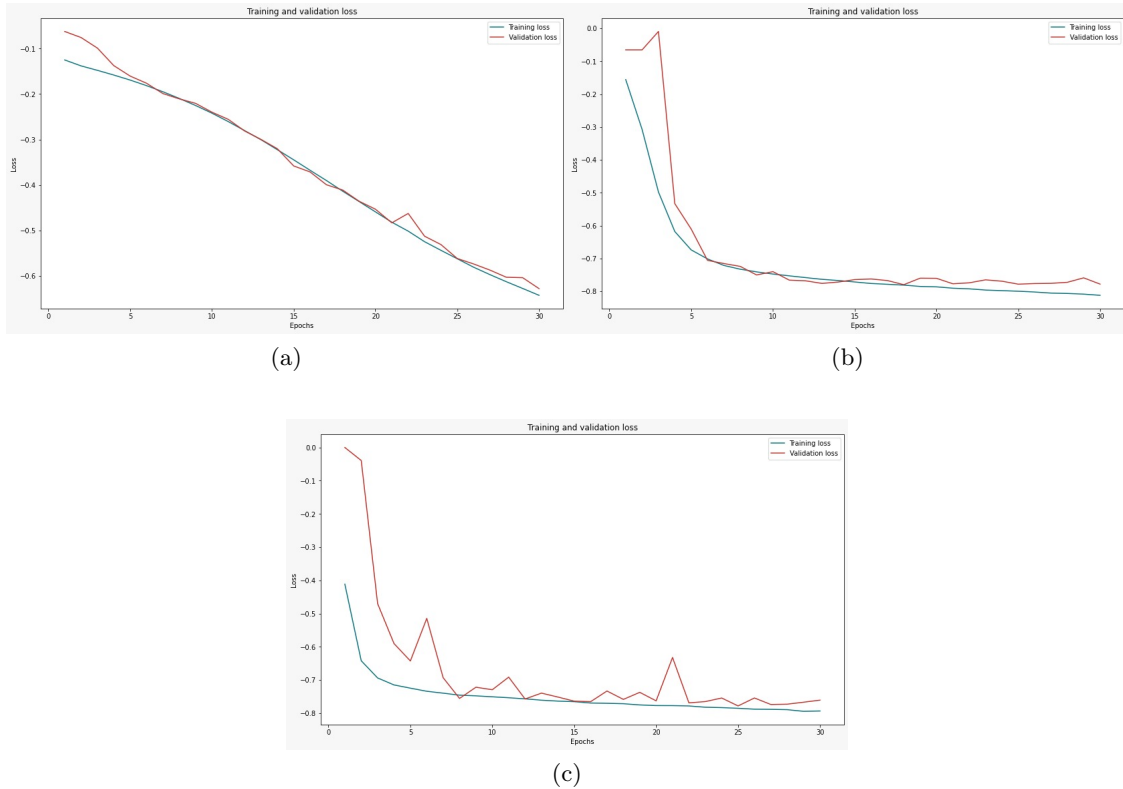 Training and validation loss
Training loss
Validation loss
−0.1
−0.2
−0.3
−0.4
−0.5
−0.6
Loss
0 5 10 15 20 25 30
Epochs
(a)
Training and validation loss
Training loss
Validation loss
0.0
−0.1
−0.2
−0.3
−0.4
−0.5
−0.6
−0.7
−0.8
Loss
0 5 10 15 20 25 30
Epochs
(b)
Training and validation loss
Training loss
Validation loss
0.0
−0.1
−0.2
−0.3
−0.4
−0.5
−0.6
−0.7
−0.8
Loss
0 5 10 15 20 25 30
Epochs
(c)